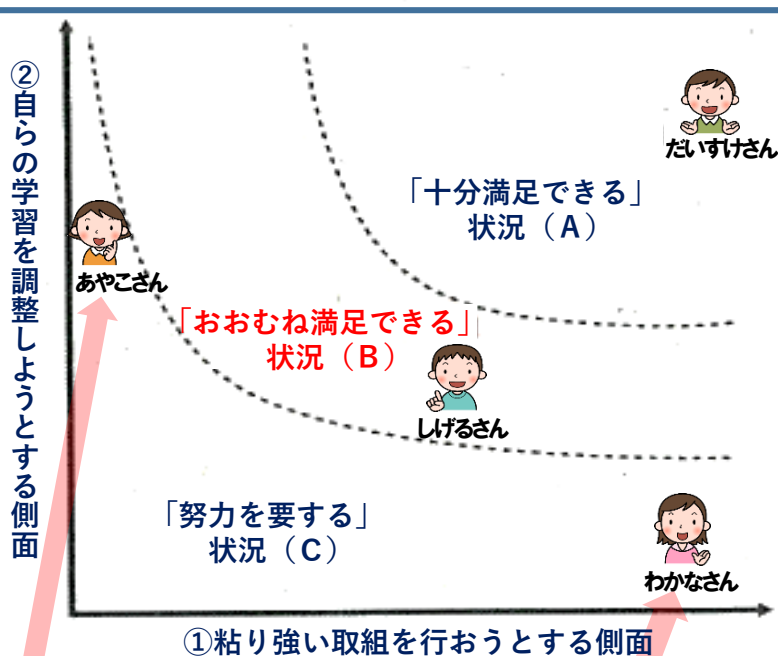 ②自らの学習を調整しようとする側面
だいすけさん
「十分満足できる」
状況（A）
あやこさん
「おおむね満足できる」
状況（B）
しげるさん
「努力を要する」
状況（C）
わかなさん
①粘り強い取組を行おうとする側面